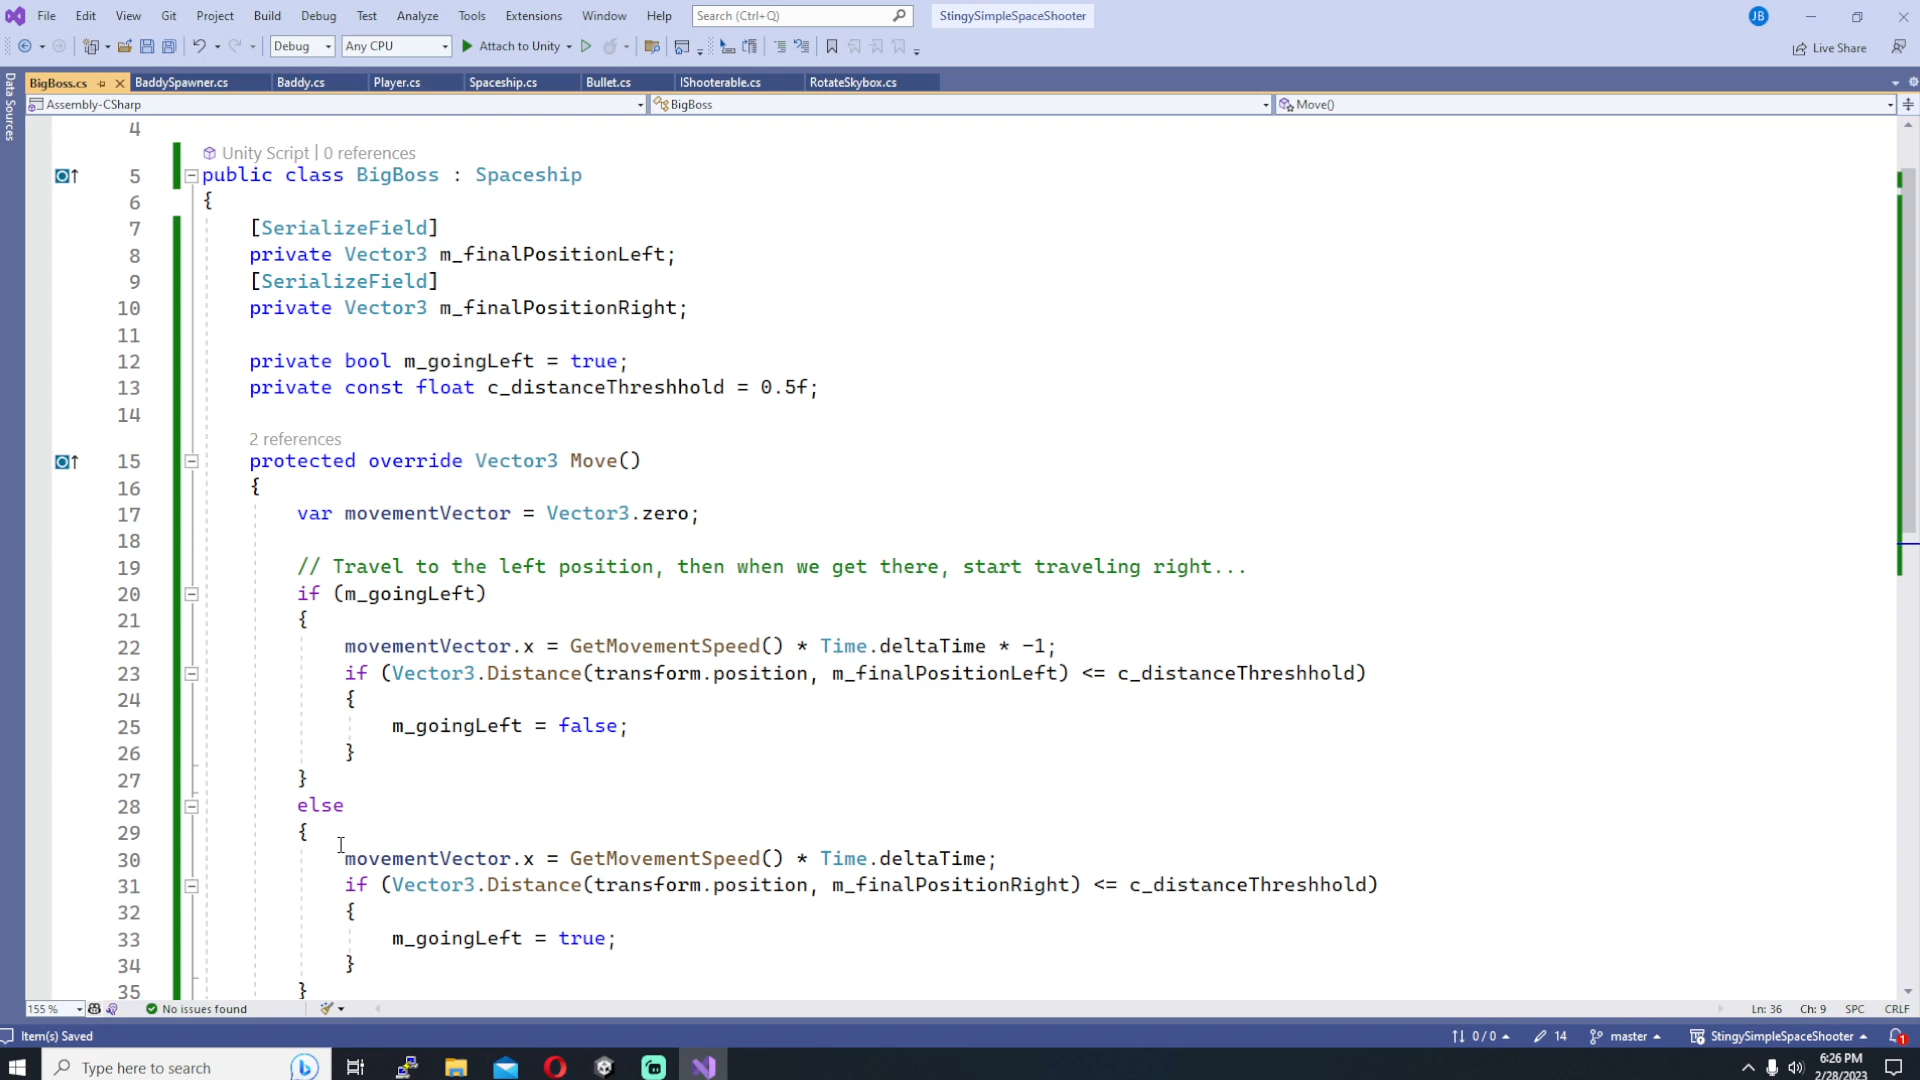 File Edit View Git Project Build Debug Test Analyze Tools Extensions Window Help Search (Ctrl+Q) StingySimpleSpaceShooter JB
Debug Any CPU Attach to Unity Live Share
BigBoss.cs BaddySpawner.cs Baddy.cs Player.cs Spaceship.cs Bullet.cs IShooterable.cs RotateSkybox.cs
Data Sources
Assembly-CSharp BigBoss Move()
4
Unity Script | 0 references
5 public class BigBoss : Spaceship
6 {
7 [SerializeField]
8 private Vector3 m_finalPositionLeft;
9 [SerializeField]
10 private Vector3 m_finalPositionRight;
11
12 private bool m_goingLeft = true;
13 private const float c_distanceThreshhold = 0.5f;
14
2 references
15 protected override Vector3 Move()
16 {
17 var movementVector = Vector3.zero;
18
19 // Travel to the left position, then when we get there, start traveling right...
20 if (m_goingLeft)
21 {
22 movementVector.x = GetMovementSpeed() * Time.deltaTime * -1;
23 if (Vector3.Distance(transform.position, m_finalPositionLeft) <= c_distanceThreshhold)
24 {
25 m_goingLeft = false;
26 }
27 }
28 else
29 {
30 movementVector.x = GetMovementSpeed() * Time.deltaTime;
31 if (Vector3.Distance(transform.position, m_finalPositionRight) <= c_distanceThreshhold)
32 {
33 m_goingLeft = true;
34 }
35 }
155 % No issues found Ln: 36 Ch: 9 SPC CRLF
Item(s) Saved 0 / 0 14 master StingySimpleSpaceShooter 1
Type here to search 6:26 PM
2/28/2023